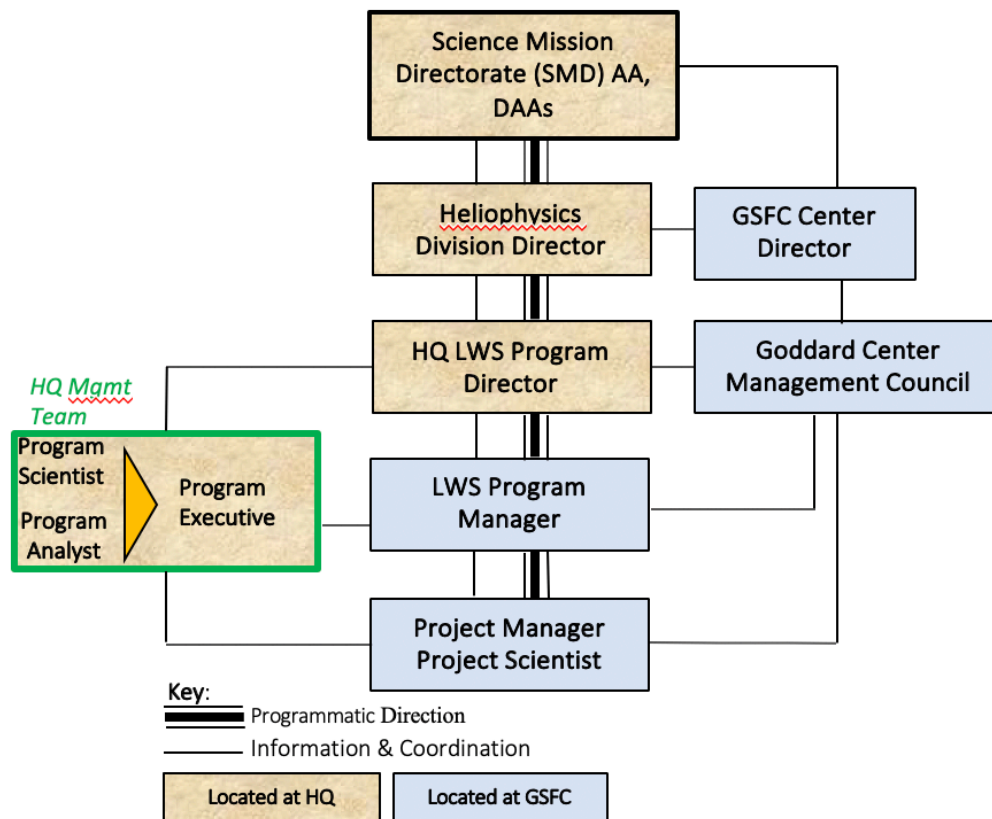 Science Mission
Directorate (SMD) AA,
DAAs
Heliophysics
Division Director
GSFC Center
Director
HQ LWS Program
Director
Goddard Center
Management Council
HQ Mgmt
Team
Program
Scientist
Program
Analyst
Program
Executive
LWS Program
Manager
Project Manager
Project Scientist
Key:
Programmatic Direction
Information & Coordination
Located at HQ
Located at GSFC